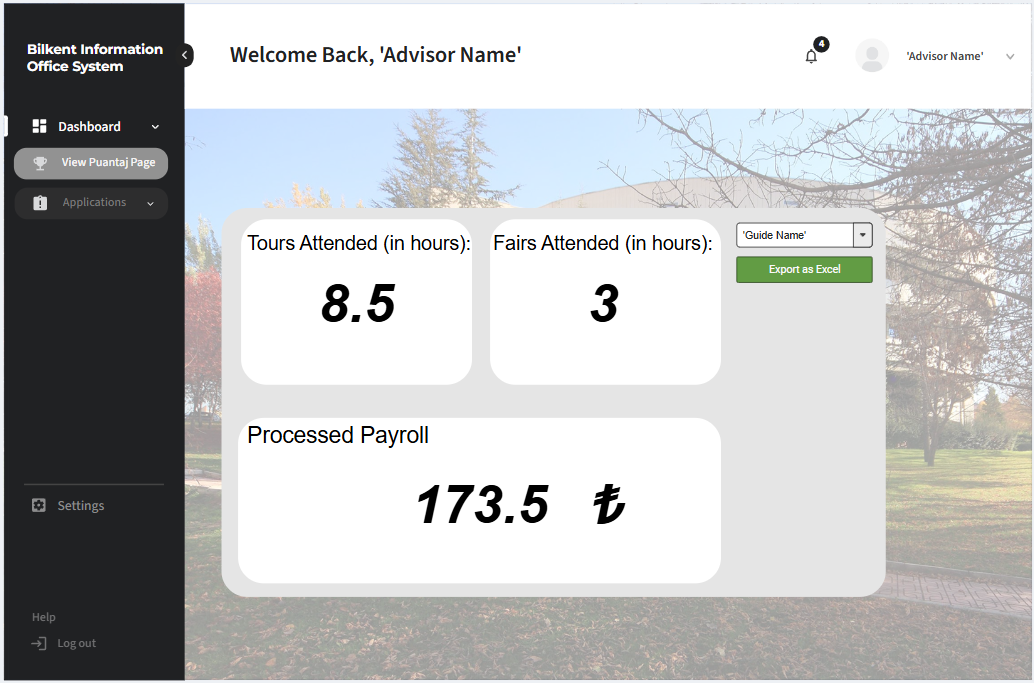 Bilkent Information
Office System
Welcome Back, 'Advisor Name'
4
'Advisor Name'
Dashboard
View Puantaj Page
Applications
Settings
Help
Log out
Tours Attended (in hours):
8.5
Fairs Attended (in hours):
3
'Guide Name'
Export as Excel
Processed Payroll
173.5 ₺